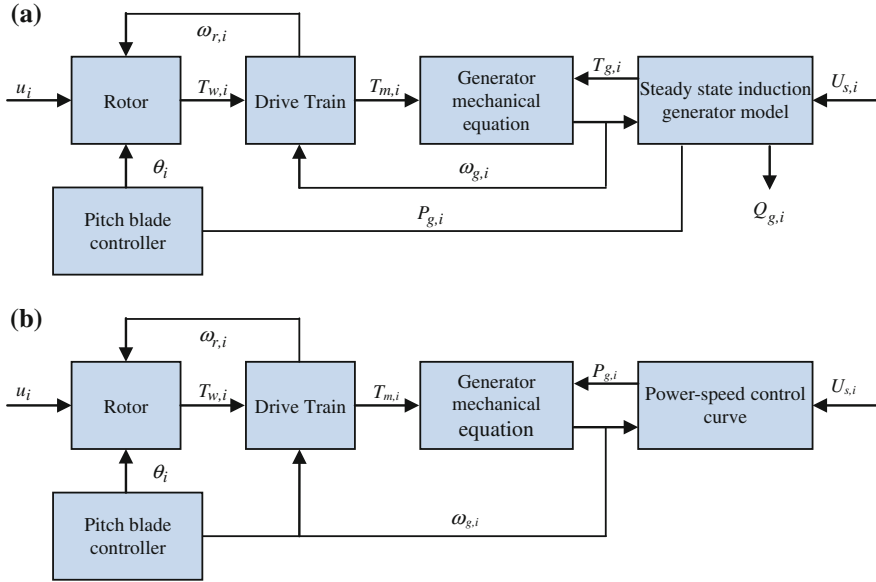 (a)
ω_{r,i}
u_i
Rotor
T_{w,i}
Drive Train
T_{m,i}
Generator
mechanical
equation
T_{g,i}
Steady state induction
generator model
U_{s,i}
θ_i
ω_{g,i}
Pitch blade
controller
P_{g,i}
Q_{g,i}
(b)
ω_{r,i}
u_i
Rotor
T_{w,i}
Drive Train
T_{m,i}
Generator
mechanical
equation
P_{g,i}
Power-speed control
curve
U_{s,i}
θ_i
Pitch blade
controller
ω_{g,i}